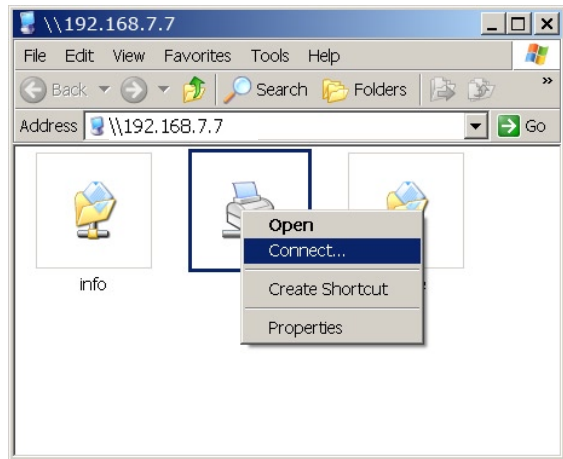 \\192.168.7.7
File Edit View Favorites Tools Help
Back Search Folders »
Address \\192.168.7.7 Go
Open
Connect...
info
Create Shortcut
Properties